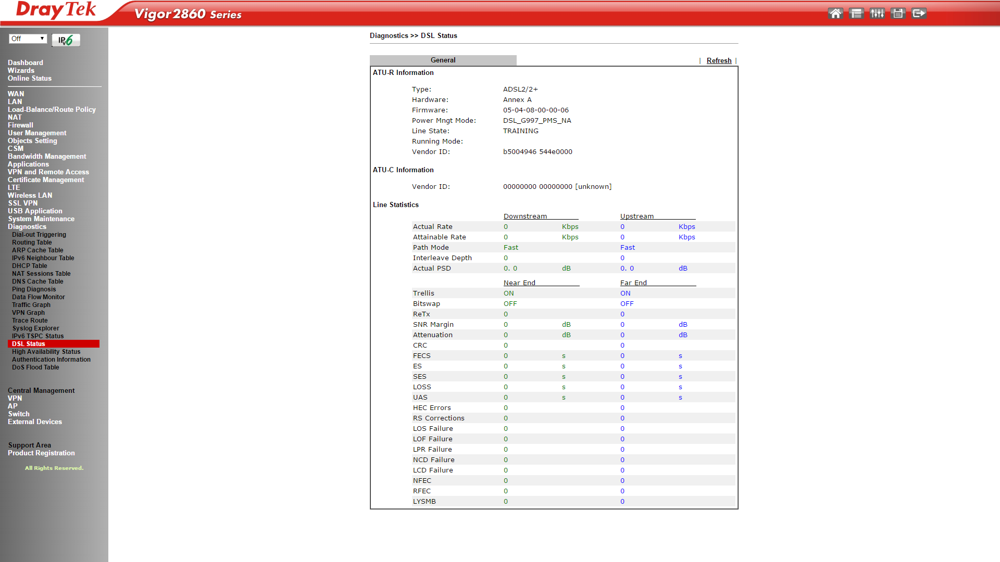 DrayTek
Vigor2860 Series
Off
IPv6
Dashboard
Wizards
Online Status
WAN
LAN
Load-Balance/Route Policy
NAT
Firewall
User Management
Objects Setting
CSM
Bandwidth Management
Applications
VPN and Remote Access
Certificate Management
LTE
Wireless LAN
SSL VPN
USB Application
System Maintenance
Diagnostics
Dial-out Triggering
Routing Table
ARP Cache Table
IPv6 Neighbour Table
DHCP Table
NAT Sessions Table
DNS Cache Table
Ping Diagnosis
Data Flow Monitor
Traffic Graph
VPN Graph
Trace Route
Syslog Explorer
IPv6 TSPC Status
DSL Status
High Availability Status
Authentication Information
DoS Flood Table
Central Management
VPN
AP
Switch
External Devices
Support Area
Product Registration
All Rights Reserved.
Diagnostics >> DSL Status
General | Refresh |
ATU-R Information
Type: ADSL2/2+
Hardware: Annex A
Firmware: 05-04-08-00-00-06
Power Mngt Mode: DSL_G997_PMS_NA
Line State: TRAINING
Running Mode:
Vendor ID: b5004946 544e0000
ATU-C Information
Vendor ID: 00000000 00000000 [unknown]
Line Statistics
Downstream Upstream
Actual Rate 0 Kbps 0 Kbps
Attainable Rate 0 Kbps 0 Kbps
Path Mode Fast Fast
Interleave Depth 0 0
Actual PSD 0. 0 dB 0. 0 dB
Near End Far End
Trellis ON ON
Bitswap OFF OFF
ReTx 0 0
SNR Margin 0 dB 0 dB
Attenuation 0 dB 0 dB
CRC 0 0
FECS 0 s 0 s
ES 0 s 0 s
SES 0 s 0 s
LOSS 0 s 0 s
UAS 0 s 0 s
HEC Errors 0 0
RS Corrections 0 0
LOS Failure 0 0
LOF Failure 0 0
LPR Failure 0 0
NCD Failure 0 0
LCD Failure 0 0
NFEC 0 0
RFEC 0 0
LYSMB 0 0